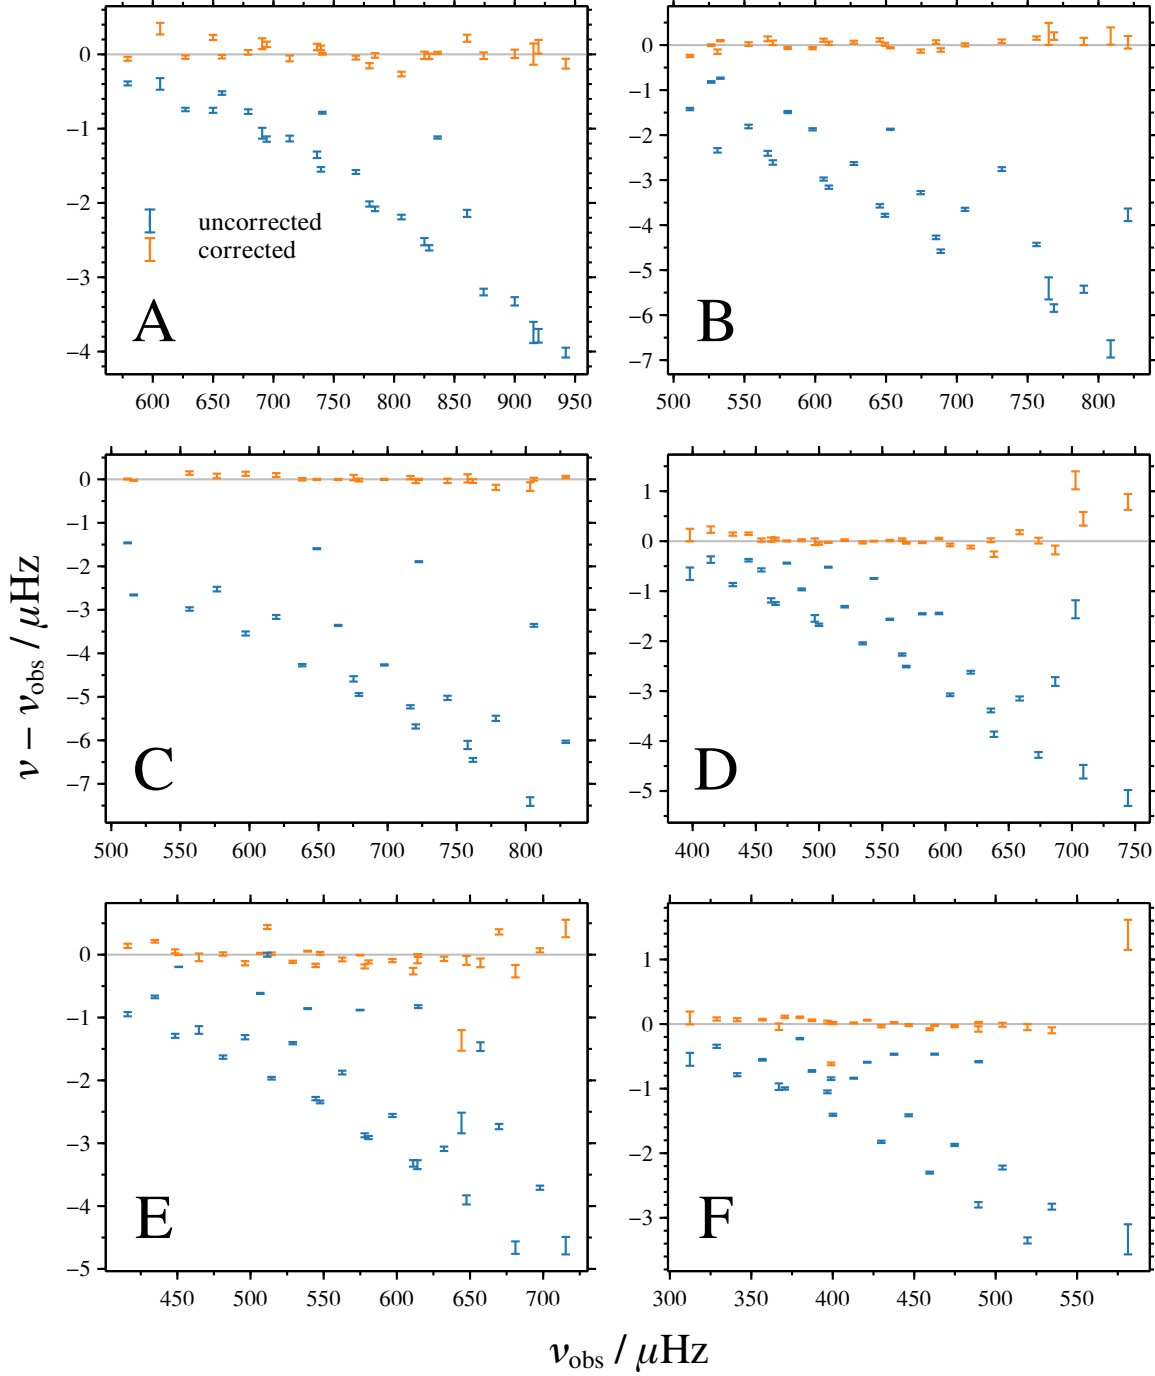 0
−1
−2
−3
−4
uncorrected
corrected
A
600 650 700 750 800 850 900 950
0
−1
−2
−3
−4
−5
−6
−7
B
500 550 600 650 700 750 800
0
−1
−2
−3
−4
−5
−6
−7
C
500 550 600 650 700 750 800
1
0
−1
−2
−3
−4
−5
D
400 450 500 550 600 650 700 750
0
−1
−2
−3
−4
−5
E
450 500 550 600 650 700
1
0
−1
−2
−3
F
300 350 400 450 500 550
ν − νobs / μHz
νobs / μHz